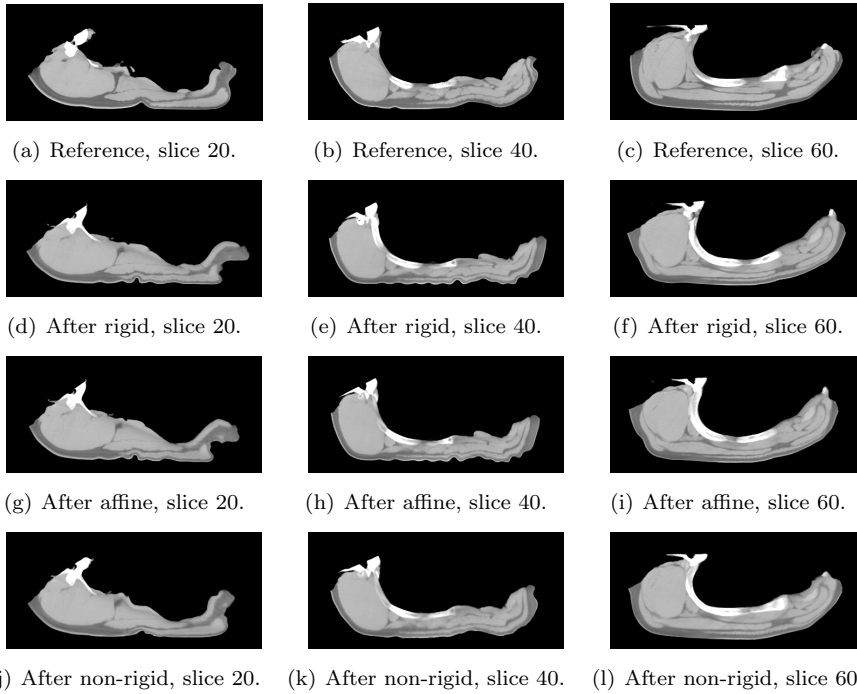 (a) Reference, slice 20.
(b) Reference, slice 40.
(c) Reference, slice 60.
(d) After rigid, slice 20.
(e) After rigid, slice 40.
(f) After rigid, slice 60.
(g) After affine, slice 20.
(h) After affine, slice 40.
(i) After affine, slice 60.
j) After non-rigid, slice 20.
(k) After non-rigid, slice 40.
(l) After non-rigid, slice 60